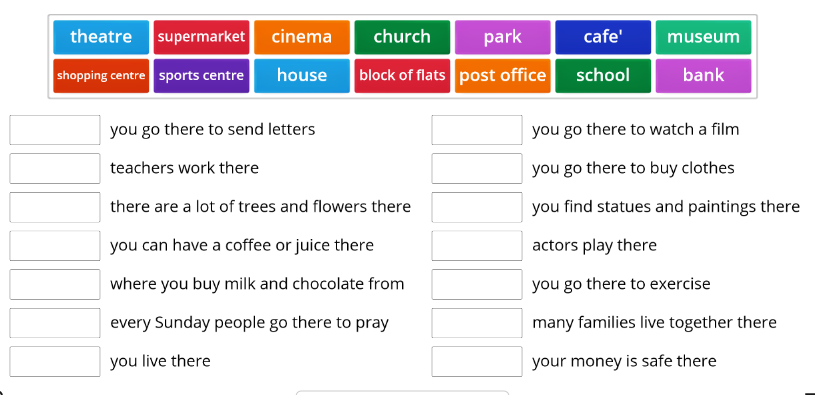 theatre supermarket cinema church park cafe' museum
shopping centre sports centre house block of flats post office school bank
you go there to send letters
teachers work there
there are a lot of trees and flowers there
you can have a coffee or juice there
where you buy milk and chocolate from
every Sunday people go there to pray
you live there
you go there to watch a film
you go there to buy clothes
you find statues and paintings there
actors play there
you go there to exercise
many families live together there
your money is safe there